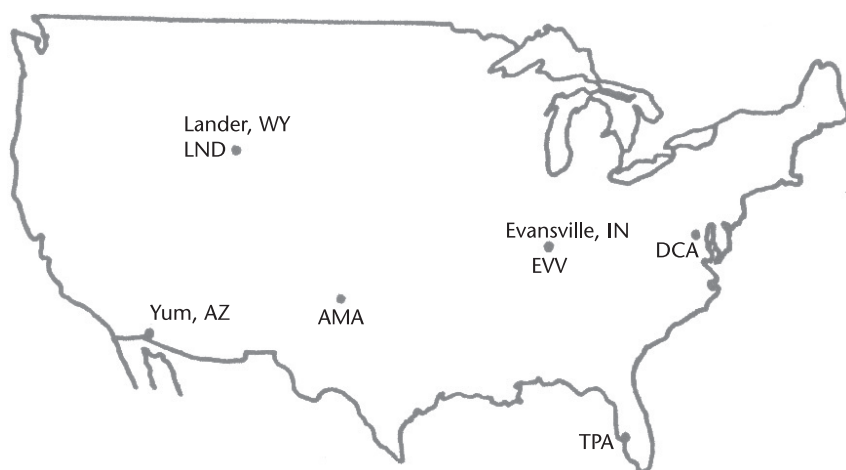 Lander, WY
LND
Evansville, IN
EVV
DCA
Yum, AZ
AMA
TPA